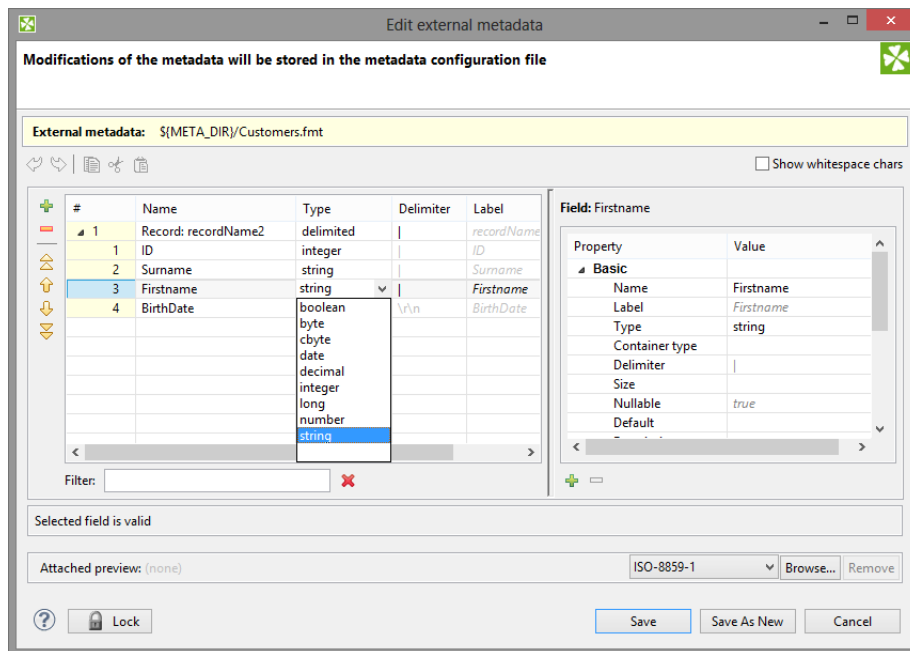 Edit external metadata
Modifications of the metadata will be stored in the metadata configuration file
External metadata: ${META_DIR}/Customers.fmt
Show whitespace chars
# Name Type Delimiter Label
1 Record: recordName2 delimited | recordName
1 ID integer | ID
2 Surname string | Surname
3 Firstname string | Firstname
4 BirthDate \r\n BirthDate
boolean
byte
cbyte
date
decimal
integer
long
number
string
Filter:
Field: Firstname
Property Value
Basic
Name Firstname
Label Firstname
Type string
Container type
Delimiter |
Size
Nullable true
Default
Selected field is valid
Attached preview: (none) ISO-8859-1 Browse... Remove
? Lock Save Save As New Cancel